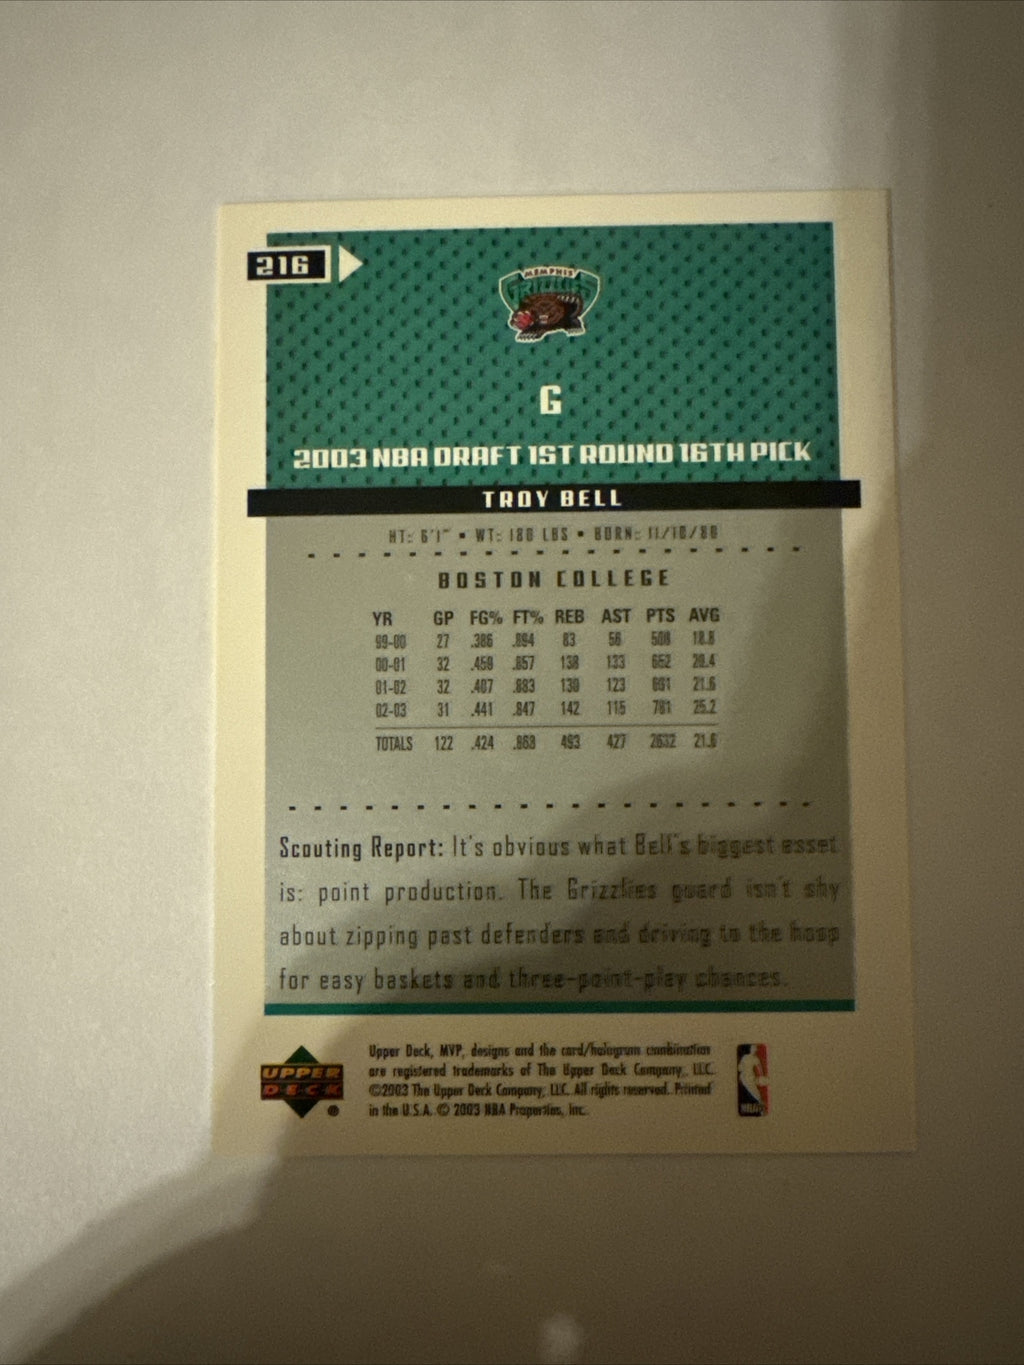 216
MEMPHIS
GRIZZLIES
G
2003 NBA DRAFT 1ST ROUND 16TH PICK
TROY BELL
HT: 6'1" • WT: 180 LBS • BORN: 11/10/80
BOSTON COLLEGE
YR GP FG% FT% REB AST PTS AVG
99-00 27 .386 .894 83 56 508 18.8
00-01 32 .459 .857 138 133 652 20.4
01-02 32 .407 .883 130 123 691 21.6
02-03 31 .441 .847 142 115 781 25.2
TOTALS 122 .424 .868 493 427 2632 21.6
Scouting Report: It's obvious what Bell's biggest asset
is: point production. The Grizzlies guard isn't shy
about zipping past defenders and driving to the hoop
for easy baskets and three-point-play chances.
UPPER
DECK
®
Upper Deck, MVP, designs and the card/hologram combination
are registered trademarks of The Upper Deck Company, LLC.
©2003 The Upper Deck Company, LLC. All rights reserved. Printed
in the U.S.A. © 2003 NBA Properties, Inc.
NBA